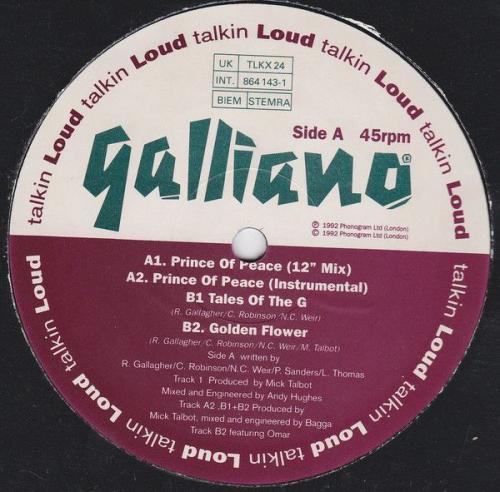 talkin Loud talkin Loud talkin Loud talkin Loud talkin Loud talkin Loud talkin Loud talkin Loud talkin Loud
UK TLKX 24
INT. 864 143-1
BIEM STEMRA
Side A 45rpm
galliano®
℗ 1992 Phonogram Ltd (London)
© 1992 Phonogram Ltd (London)
A1. Prince Of Peace (12" Mix)
A2. Prince Of Peace (Instrumental)
B1 Tales Of The G
(R. Gallagher/C. Robinson/N.C. Weir)
B2. Golden Flower
(R. Gallagher/C. Robinson/N.C. Weir/M. Talbot)
Side A written by
R. Gallagher/C. Robinson/N.C. Weir/P. Sanders/L. Thomas
Track 1 Produced by Mick Talbot
Mixed and Engineered by Andy Hughes
Track A2 ,B1+B2 Produced by
Mick Talbot, mixed and engineered by Bagga
Track B2 featuring Omar